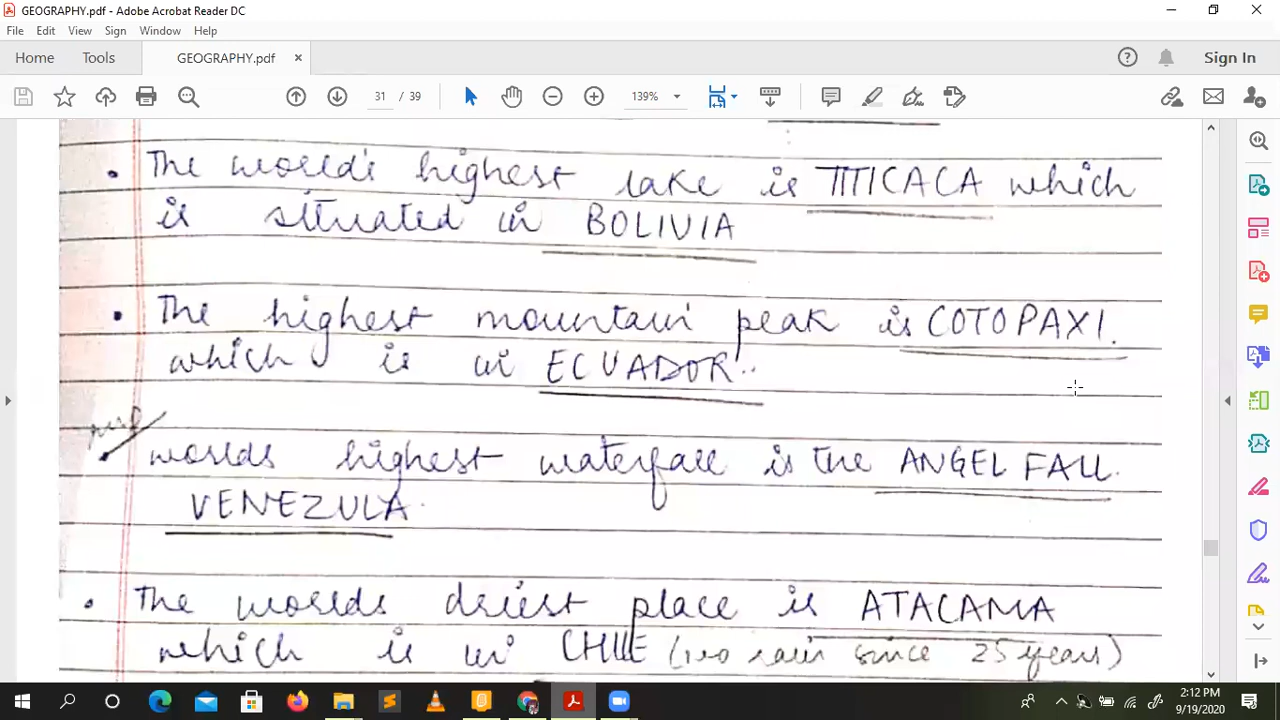 GEOGRAPHY.pdf - Adobe Acrobat Reader DC
File Edit View Sign Window Help
Home Tools GEOGRAPHY.pdf × Sign In
31 / 39 139%
• The world's highest lake is TITICACA which
is situated in BOLIVIA
• The highest mountain peak is COTOPAXI.
which is in ECUADOR..
worlds highest waterfall is the ANGEL FALL.
VENEZULA.
• The worlds driest place is ATACAMA
which is in CHILE (no rain since 25 years)
2:12 PM
9/19/2020